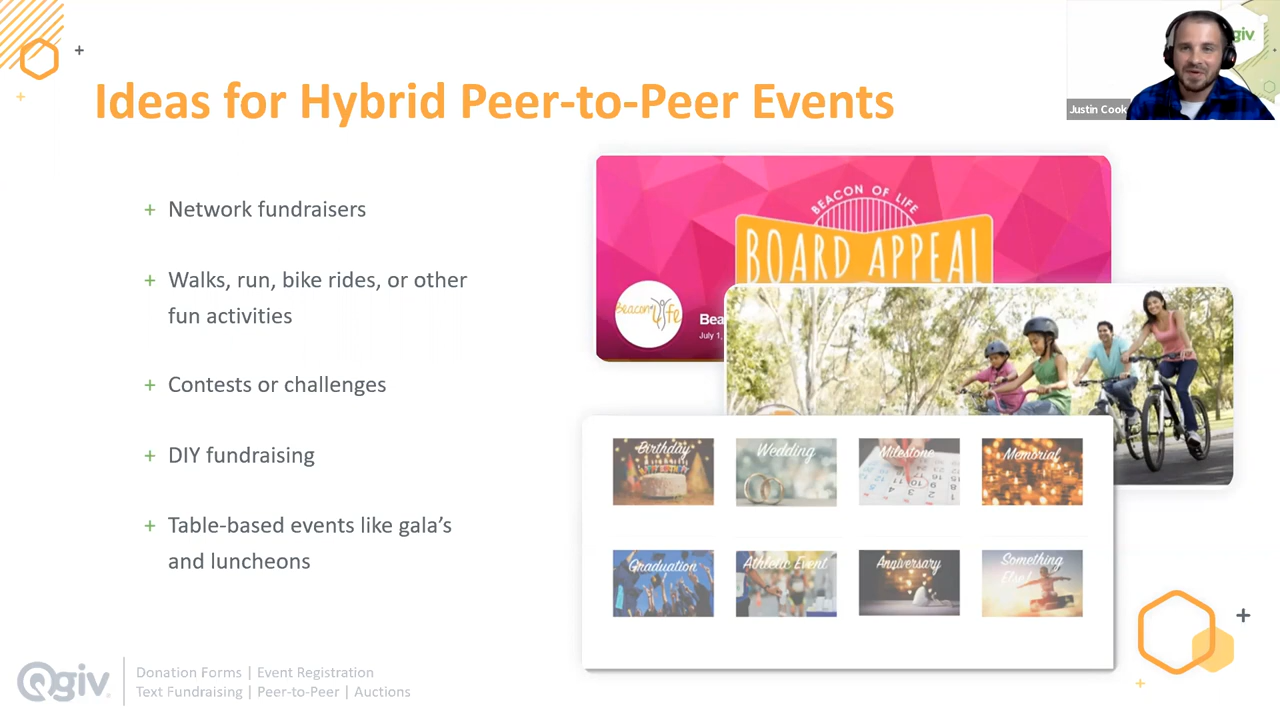 Ideas for Hybrid Peer-to-Peer Events
giv
Justin Cook
+ Network fundraisers
+ Walks, run, bike rides, or other
fun activities
+ Contests or challenges
+ DIY fundraising
+ Table-based events like gala's
and luncheons
BEACON OF LIFE
BOARD APPEAL
Beacon Life
Bea
July 1,
Birthday
Wedding
Milestone
Memorial
Graduation
Athletic Event
Anniversary
Something
Else!
Qgiv
Donation Forms | Event Registration
Text Fundraising | Peer-to-Peer | Auctions